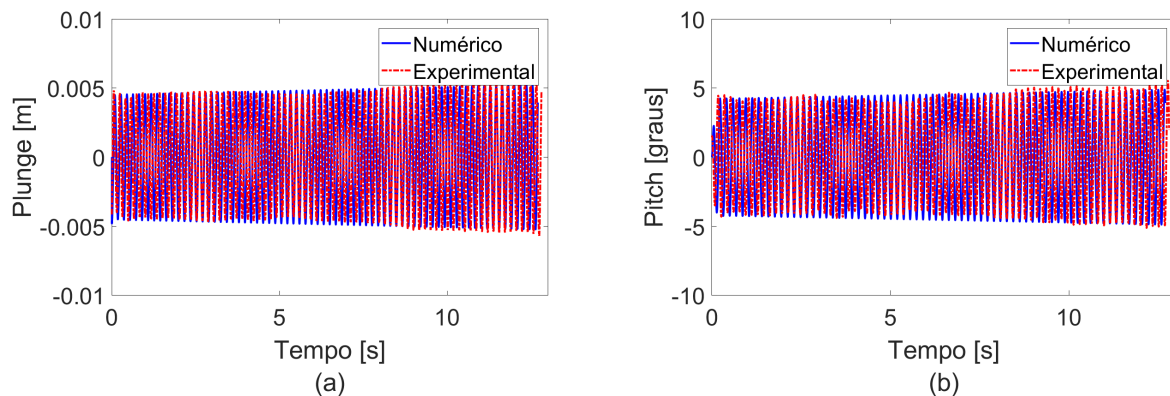 0.01
0.005
0
-0.005
-0.01
Plunge [m]
Numérico
Experimental
0
5
10
Tempo [s]
(a)
10
5
0
-5
-10
Pitch [graus]
Numérico
Experimental
0
5
10
Tempo [s]
(b)